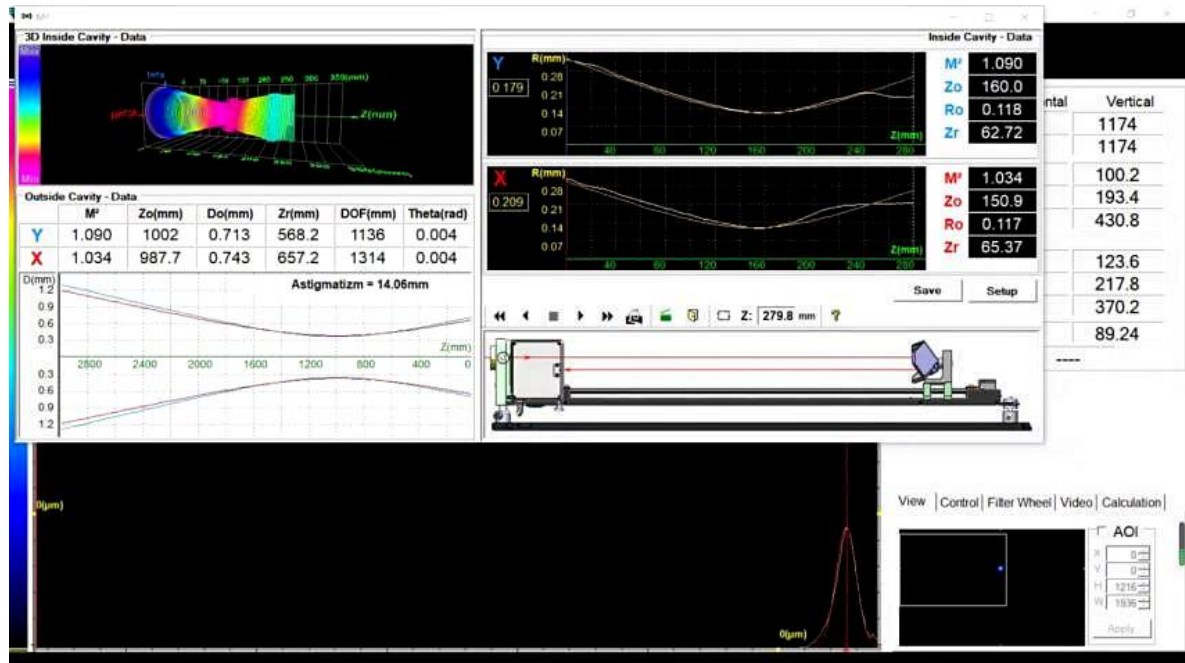 M²
3D Inside Cavity - Data
Max
Min
Z(mm)
Outside Cavity - Data
M² Zo(mm) Do(mm) Zr(mm) DOF(mm) Theta(rad)
Y 1.090 1002 0.713 568.2 1136 0.004
X 1.034 987.7 0.743 657.2 1314 0.004
D(mm)
Astigmatizm = 14.06mm
1.2
0.9
0.6
0.3
Z(mm)
2800 2400 2000 1600 1200 800 400 0
0.3
0.6
0.9
1.2
Inside Cavity - Data
Y
0.179
R(mm)
0.28
0.21
0.14
0.07
Z(mm)
40 80 120 160 200 240 280
M² 1.090
Zo 160.0
Ro 0.118
Zr 62.72
X
0.209
R(mm)
0.28
0.21
0.14
0.07
Z(mm)
40 80 120 160 200 240 280
M² 1.034
Zo 150.9
Ro 0.117
Zr 65.37
Save Setup
Z: 279.8 mm
ntal Vertical
1174
1174
100.2
193.4
430.8
123.6
217.8
370.2
89.24
----
0(µm)
0(µm)
View Control Filter Wheel Video Calculation
AOI
X 0
Y 0
H 1216
W 1936
Apply